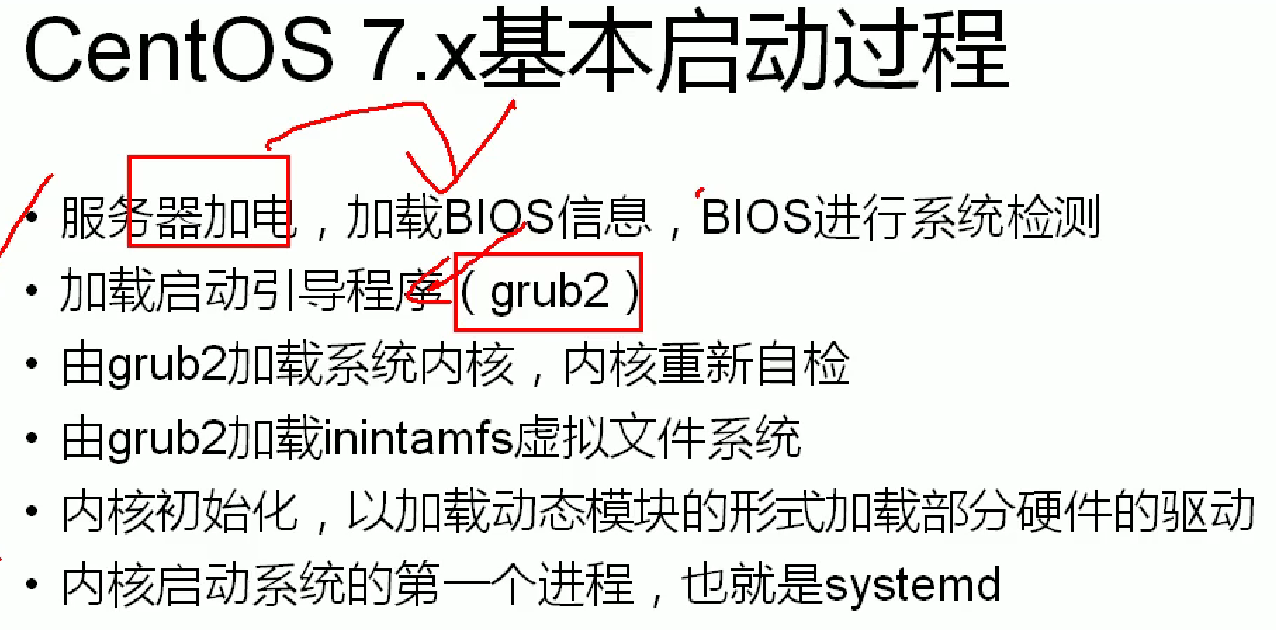 CentOS 7.x基本启动过程
• 服务器加电，加载BIOS信息，BIOS进行系统检测
• 加载启动引导程序（grub2）
• 由grub2加载系统内核，内核重新自检
• 由grub2加载inintamfs虚拟文件系统
• 内核初始化，以加载动态模块的形式加载部分硬件的驱动
• 内核启动系统的第一个进程，也就是systemd